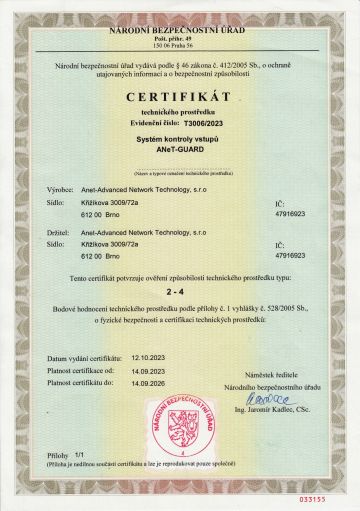 NÁRODNÍ BEZPEČNOSTNÍ ÚŘAD
Pošt. přihr. 49
150 06 Praha 56
Národní bezpečnostní úřad vydává podle § 46 zákona č. 412/2005 Sb., o ochraně
utajovaných informací a o bezpečnostní způsobilosti
CERTIFIKÁT
technického prostředku
Evidenční číslo: T3006/2023
Systém kontroly vstupů
ANeT-GUARD
(Název a typové označení technického prostředku)
Výrobce: Anet-Advanced Network Technology, s.r.o
Sídlo: Křižíkova 3009/72a IČ:
612 00 Brno 47916923
Držitel: Anet-Advanced Network Technology, s.r.o
Sídlo: Křižíkova 3009/72a IČ:
612 00 Brno 47916923
Tento certifikát potvrzuje ověření způsobilosti technického prostředku typu:
2 - 4
Bodové hodnocení technického prostředku podle přílohy č. 1 vyhlášky č. 528/2005 Sb.,
o fyzické bezpečnosti a certifikaci technických prostředků:
Datum vydání certifikátu: 12.10.2023
Platnost certifikace od: 14.09.2023
Platnost certifikátu do: 14.09.2026
Náměstek ředitele
Národního bezpečnostního úřadu
Ing. Jaromír Kadlec, CSc.
NÁRODNÍ BEZPEČNOSTNÍ ÚŘAD
4
Přílohy 1/1
(Příloha je nedílnou součástí certifikátu a lze je reprodukovat pouze společně)
033155